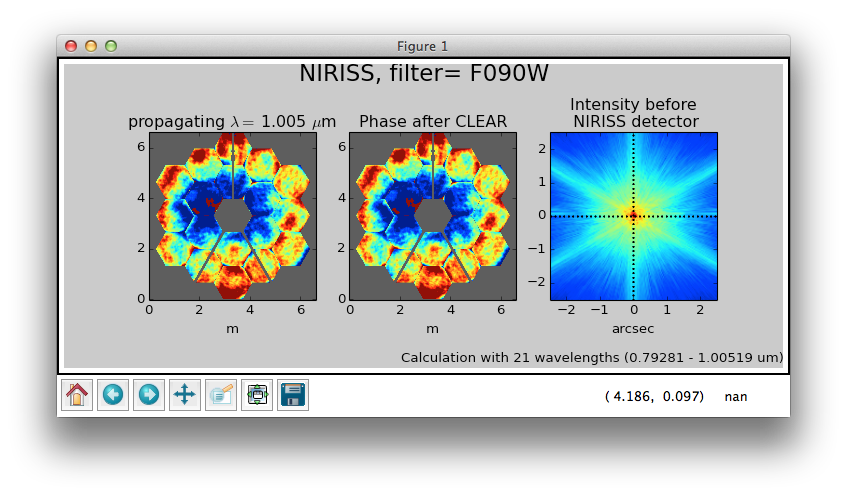 Figure 1
NIRISS, filter= F090W
propagating λ= 1.005 μm
Phase after CLEAR
Intensity before
NIRISS detector
6
4
2
0
0 2 4 6
m
6
4
2
0
0 2 4 6
m
2
1
0
−1
−2
−2 −1 0 1 2
arcsec
Calculation with 21 wavelengths (0.79281 - 1.00519 um)
( 4.186, 0.097) nan